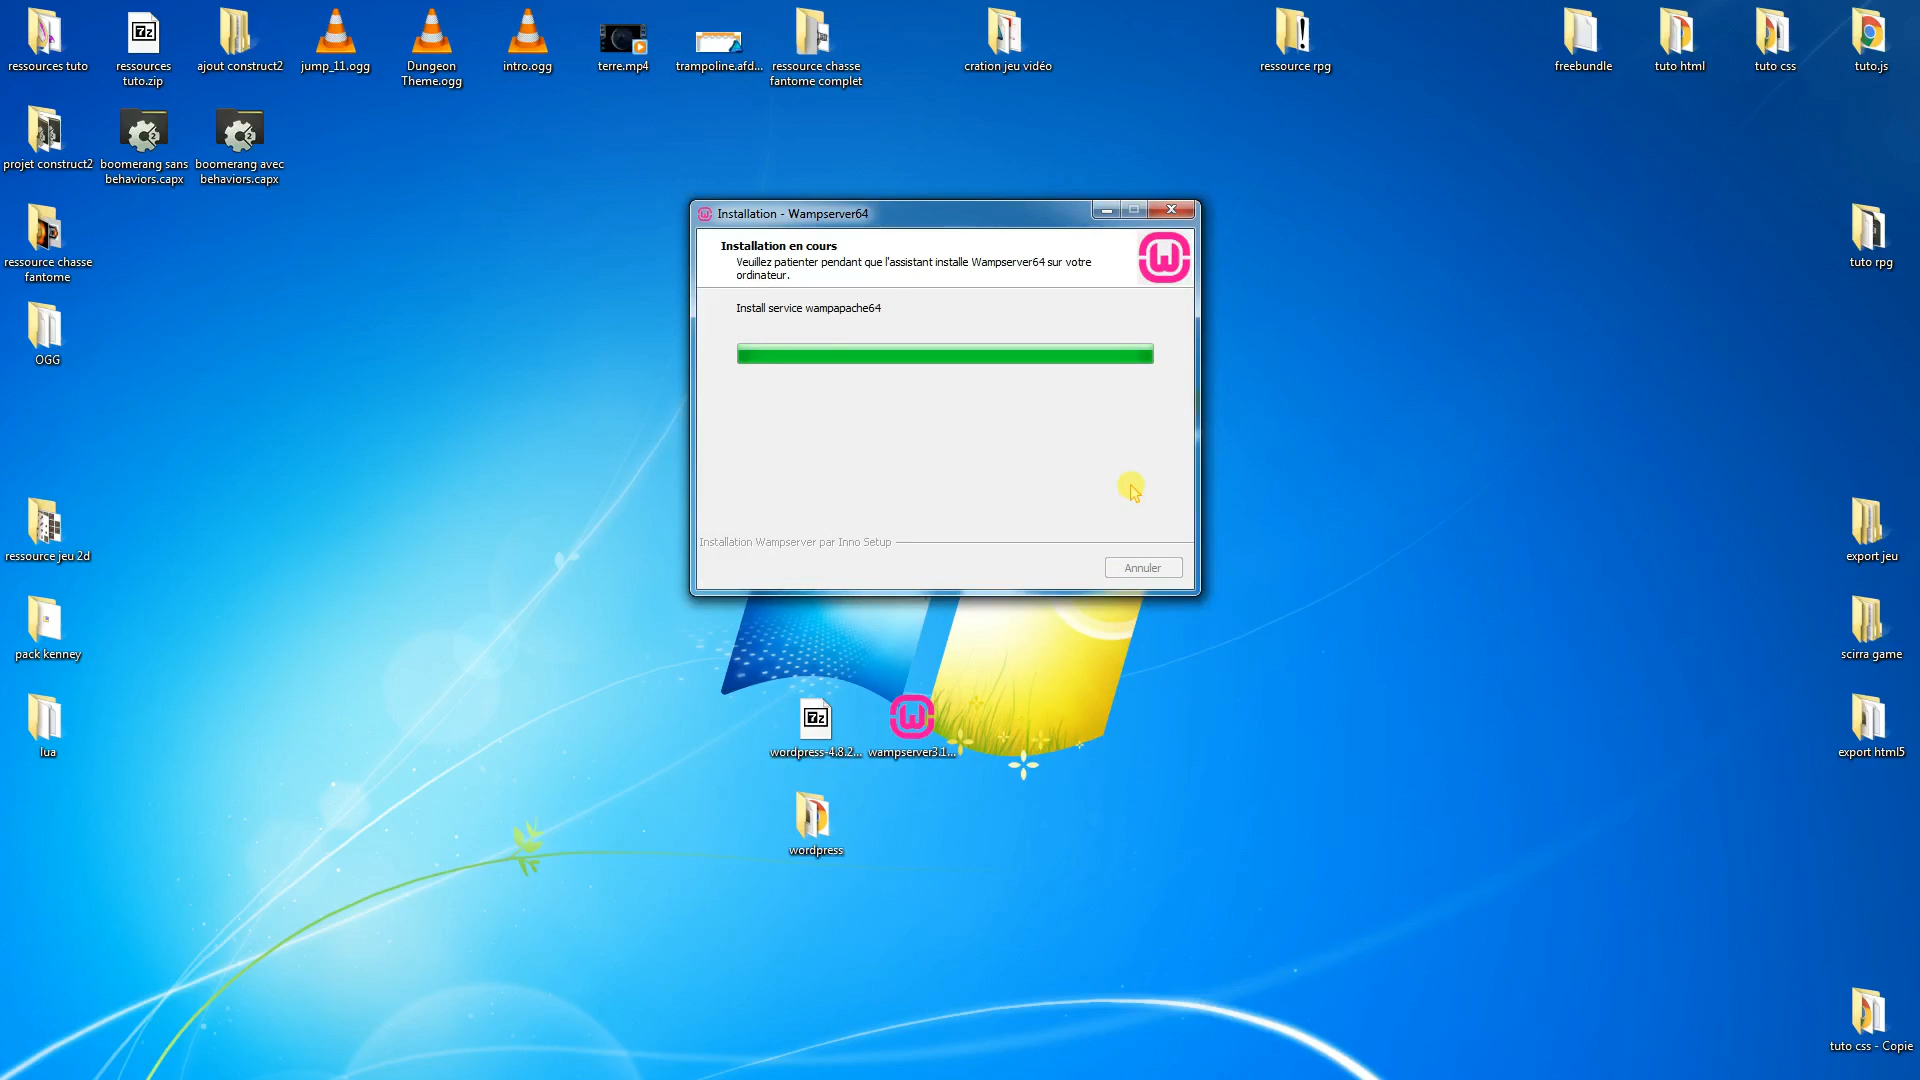 ressources tuto
ressources
tuto.zip
ajout construct2
jump_11.ogg
Dungeon
Theme.ogg
intro.ogg
terre.mp4
trampoline.afd...
ressource chasse
fantome complet
cration jeu vidéo
ressource rpg
freebundle
tuto html
tuto css
tuto.js
projet construct2
boomerang sans
behaviors.capx
boomerang avec
behaviors.capx
ressource chasse
fantome
tuto rpg
OGG
Installation - Wampserver64
Installation en cours
Veuillez patienter pendant que l'assistant installe Wampserver64 sur votre
ordinateur.
Install service wampapache64
Installation Wampserver par Inno Setup
Annuler
ressource jeu 2d
export jeu
pack kenney
scirra game
lua
7z
wordpress-4.8.2...
wampserver3.1...
export html5
wordpress
tuto css - Copie